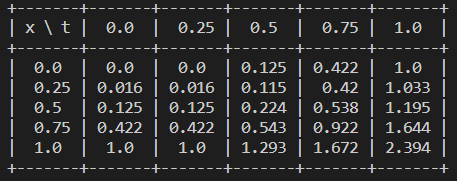 +-------+-------+-------+-------+-------+-------+
| x \ t |  0.0  |  0.25 |  0.5  |  0.75 |  1.0  |
+-------+-------+-------+-------+-------+-------+
|  0.0  |  0.0  |  0.0  | 0.125 | 0.422 |  1.0  |
|  0.25 | 0.016 | 0.016 | 0.115 |  0.42 | 1.033 |
|  0.5  | 0.125 | 0.125 | 0.224 | 0.538 | 1.195 |
|  0.75 | 0.422 | 0.422 | 0.543 | 0.922 | 1.644 |
|  1.0  |  1.0  |  1.0  | 1.293 | 1.672 | 2.394 |
+-------+-------+-------+-------+-------+-------+